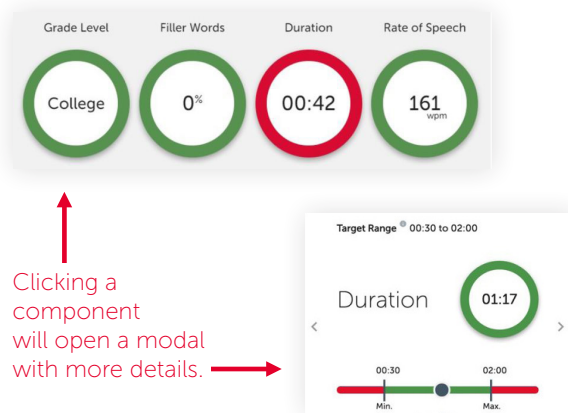 Grade Level Filler Words Duration Rate of Speech
College 0% 00:42 161 wpm
Clicking a
component
will open a modal
with more details.
Target Range 00:30 to 02:00
Duration 01:17
< >
00:30 02:00
Min. Max.